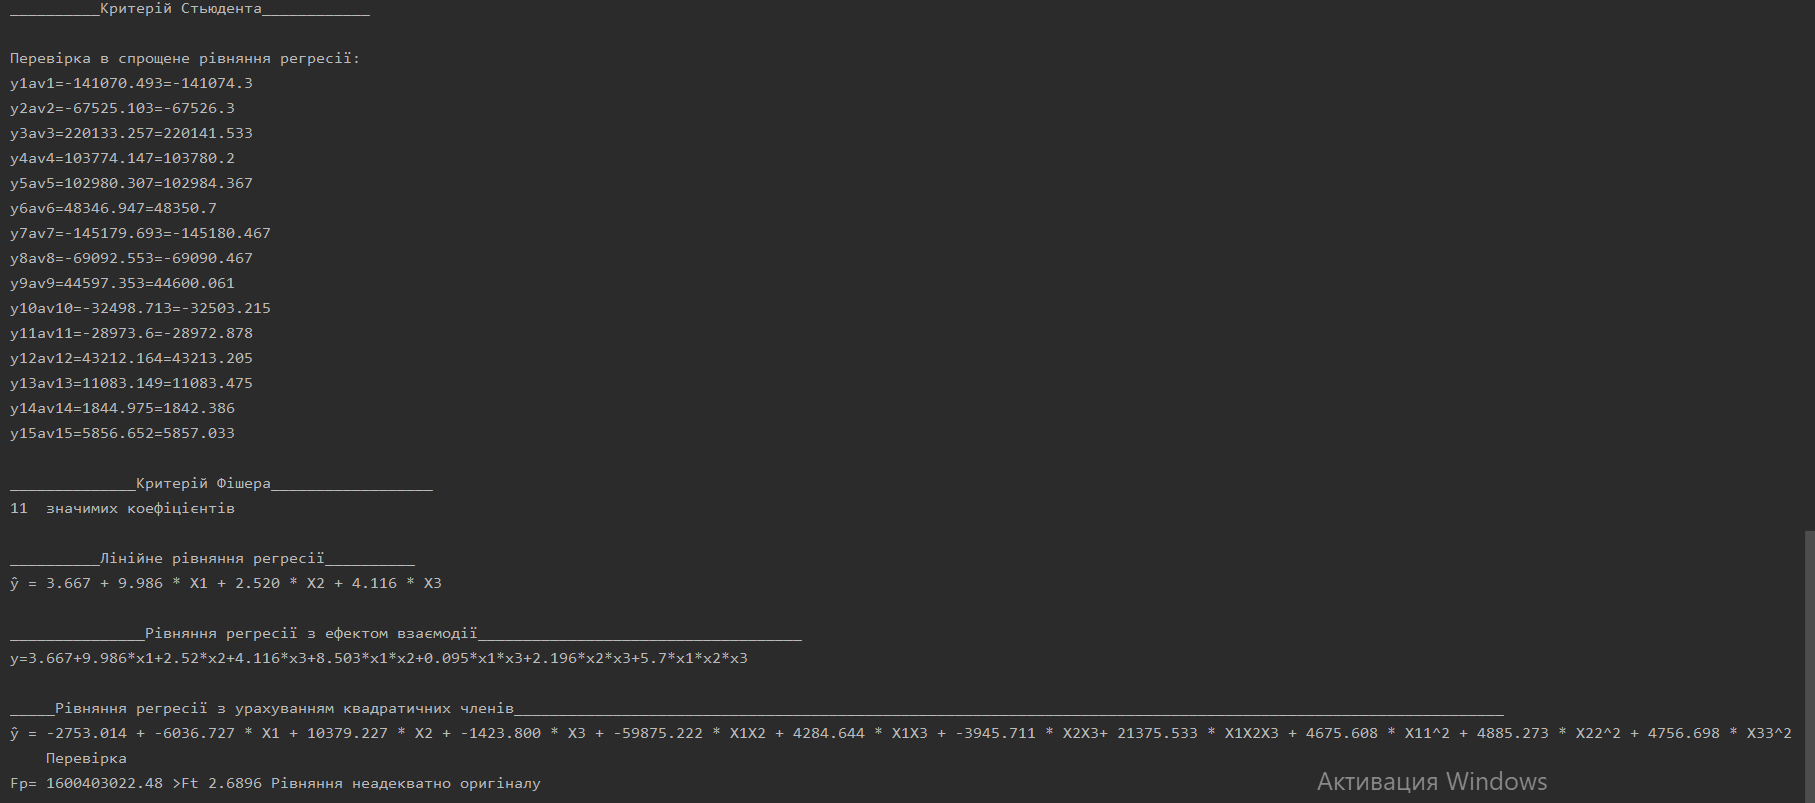 __________Критерій Стьюдента____________
Перевірка в спрощене рівняння регресії:
y1av1=-141070.493=-141074.3
y2av2=-67525.103=-67526.3
y3av3=220133.257=220141.533
y4av4=103774.147=103780.2
y5av5=102980.307=102984.367
y6av6=48346.947=48350.7
y7av7=-145179.693=-145180.467
y8av8=-69092.553=-69090.467
y9av9=44597.353=44600.061
y10av10=-32498.713=-32503.215
y11av11=-28973.6=-28972.878
y12av12=43212.164=43213.205
y13av13=11083.149=11083.475
y14av14=1844.975=1842.386
y15av15=5856.652=5857.033
______________Критерій Фішера__________________
11  значимих коефіцієнтів
__________Лінійне рівняння регресії__________
ŷ = 3.667 + 9.986 * X1 + 2.520 * X2 + 4.116 * X3
_______________Рівняння регресії з ефектом взаємодії____________________________________
y=3.667+9.986*x1+2.52*x2+4.116*x3+8.503*x1*x2+0.095*x1*x3+2.196*x2*x3+5.7*x1*x2*x3
_____Рівняння регресії з урахуванням квадратичних членів______________________________________________________________________________________________________________
ŷ = -2753.014 + -6036.727 * X1 + 10379.227 * X2 + -1423.800 * X3 + -59875.222 * X1X2 + 4284.644 * X1X3 + -3945.711 * X2X3+ 21375.533 * X1X2X3 + 4675.608 * X11^2 + 4885.273 * X22^2 + 4756.698 * X33^2
Перевірка
Fp= 1600403022.48 >Ft 2.6896 Рівняння неадекватно оригіналу
Активация Windows